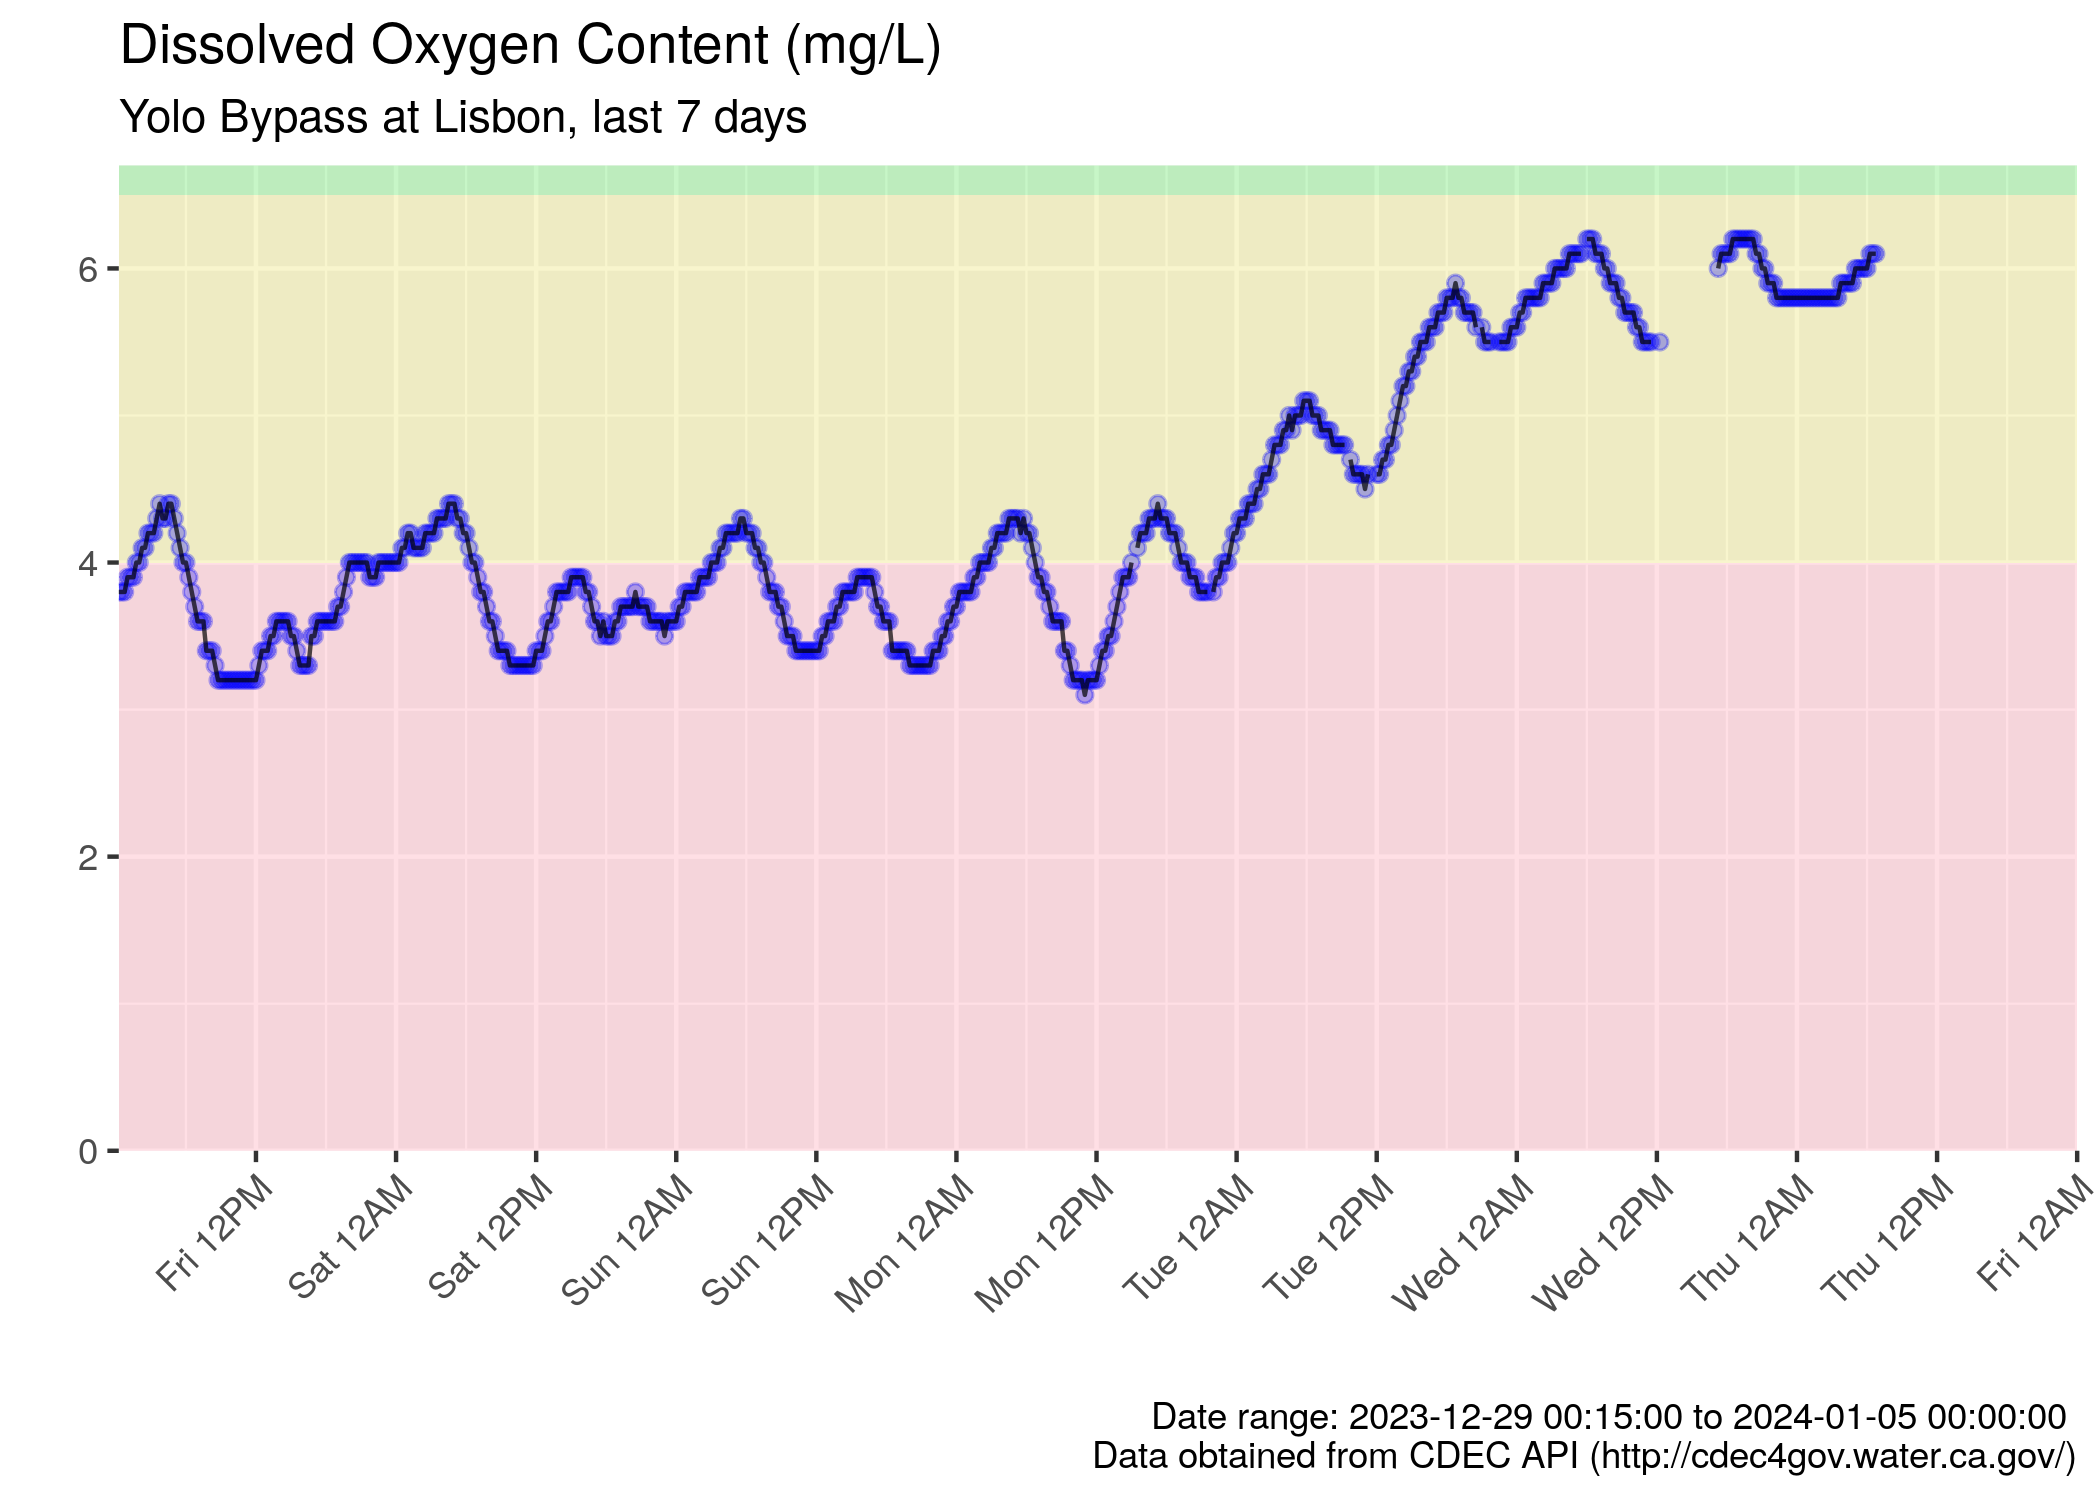 Dissolved Oxygen Content (mg/L)
Yolo Bypass at Lisbon, last 7 days
6
4
2
0
Fri 12PM
Sat 12AM
Sat 12PM
Sun 12AM
Sun 12PM
Mon 12AM
Mon 12PM
Tue 12AM
Tue 12PM
Wed 12AM
Wed 12PM
Thu 12AM
Thu 12PM
Fri 12AM
Date range: 2023-12-29 00:15:00 to 2024-01-05 00:00:00
Data obtained from CDEC API (http://cdec4gov.water.ca.gov/)